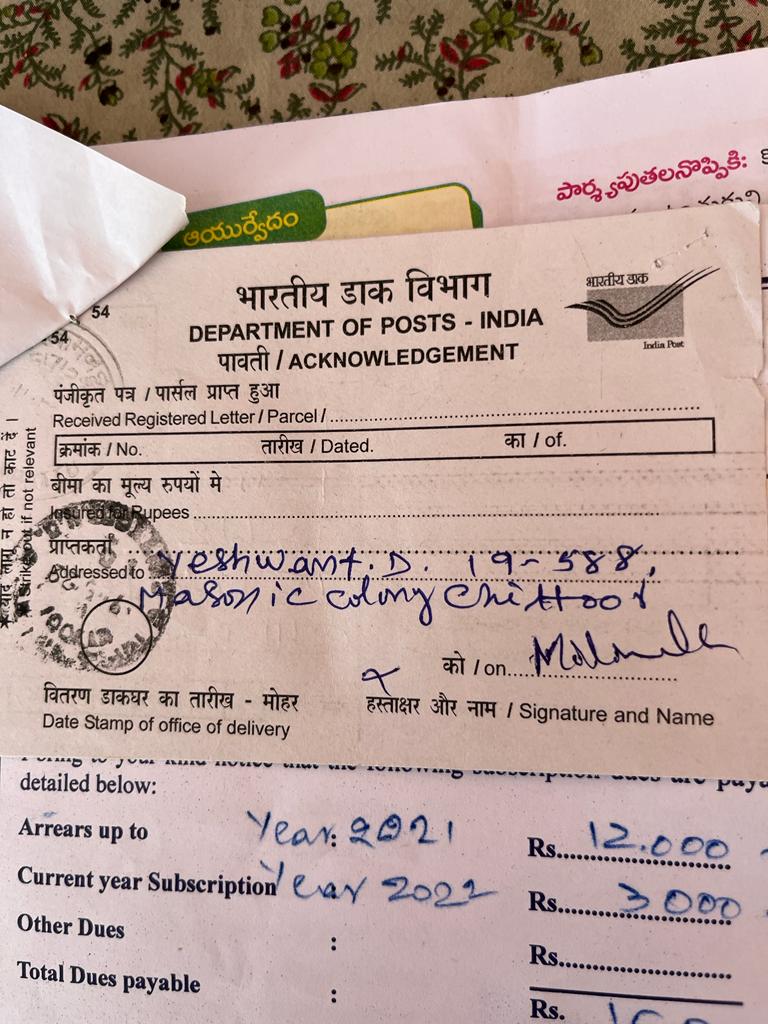 పార్శ్వపుతలనొప్పికి:
ఆయుర్వేదం
भारतीय डाक विभाग
DEPARTMENT OF POSTS - INDIA
पावती / ACKNOWLEDGEMENT
भारतीय डाक
India Post
54
54
पंजीकृत पत्र / पार्सल प्राप्त हुआ
Received Registered Letter / Parcel /
क्रमांक / No. तारीख / Dated. का / of.
बीमा का मूल्य रुपयों मे
Insured for Rupees
प्राप्तकर्ता
Addressed to Yeshwant. D. 19-588,
Masonic Colony Chittoor
को / on
हस्ताक्षर और नाम / Signature and Name
वितरण डाकघर का तारीख - मोहर
Date Stamp of office of delivery
न हो तो काट दें ।
Strike out if not relevant
detailed below:
Arrears up to Year: 2021 Rs. 12.000
Current year Subscription Year 2022 Rs. 3000
Other Dues : Rs.
Total Dues payable : Rs.